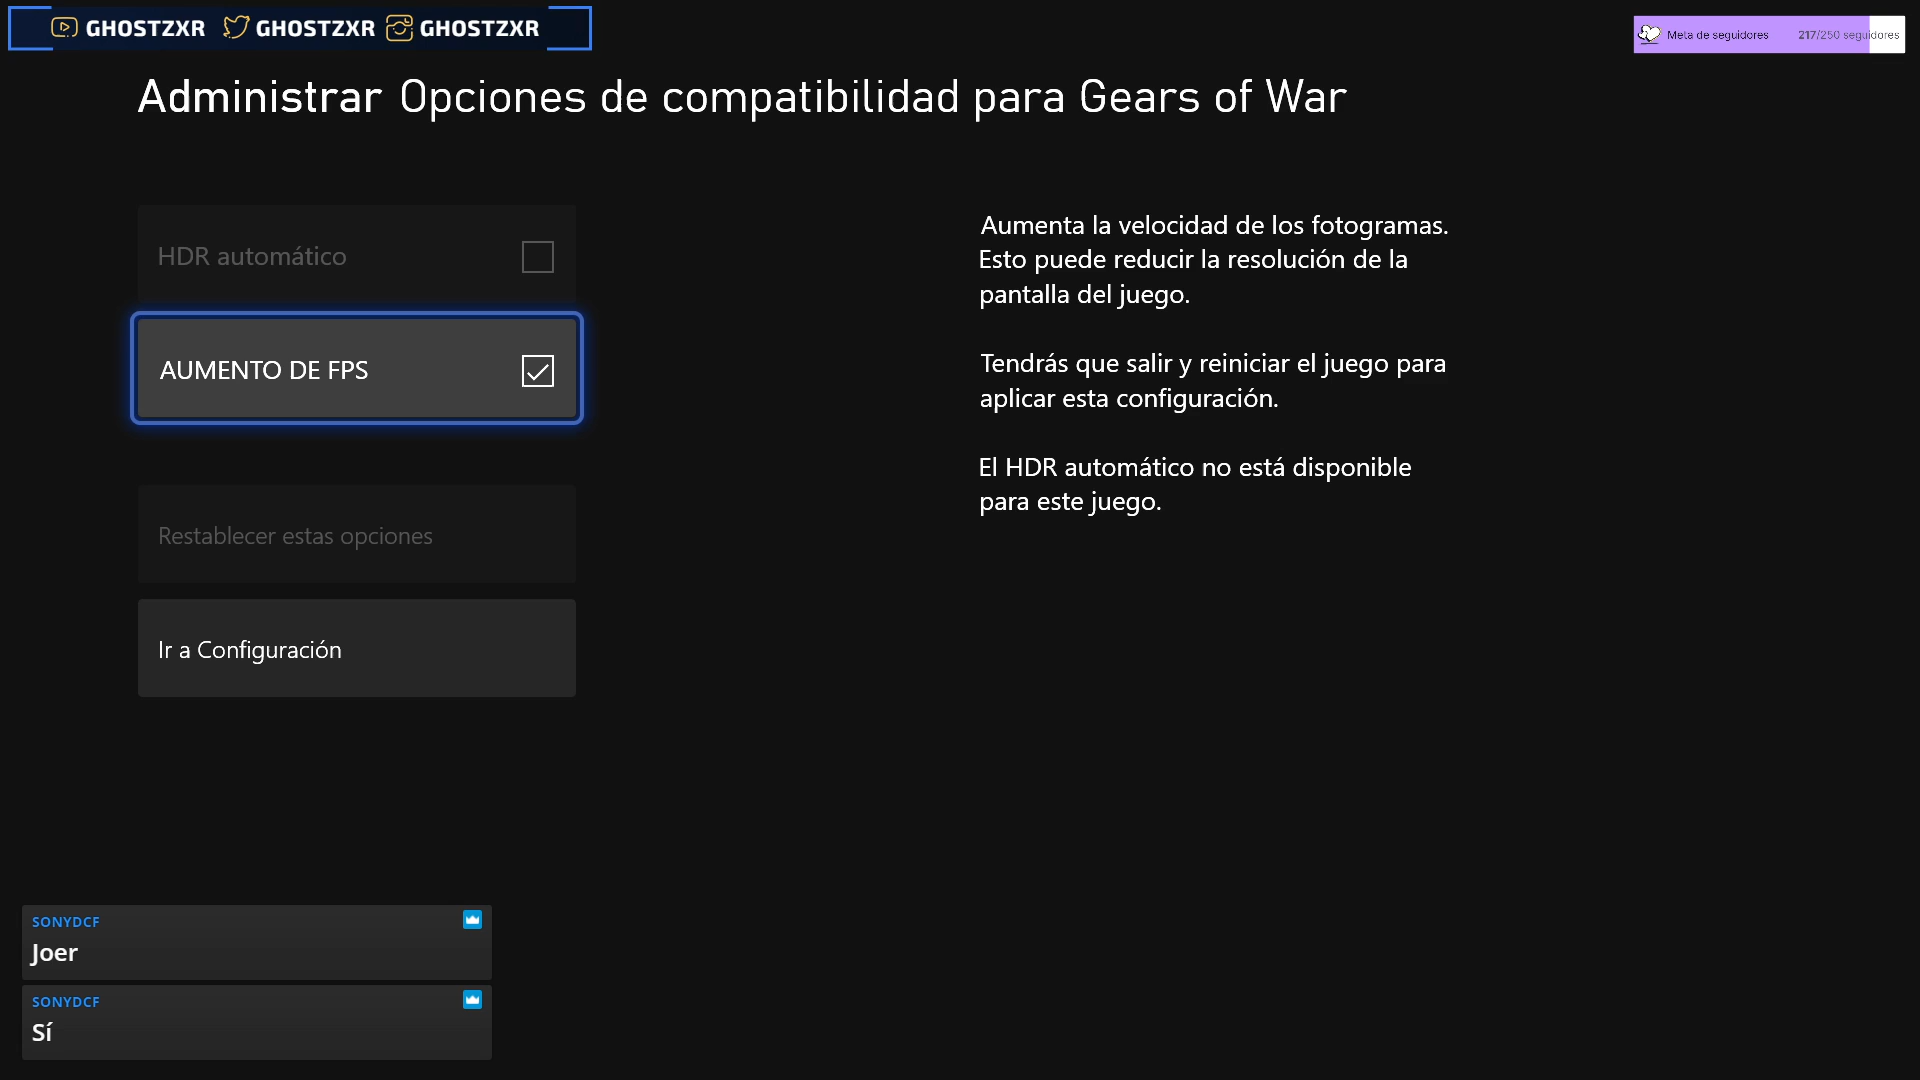 GHOSTZXR GHOSTZXR GHOSTZXR
Meta de seguidores 217/250 seguidores
Administrar Opciones de compatibilidad para Gears of War
HDR automático
AUMENTO DE FPS
Restablecer estas opciones
Ir a Configuración
Aumenta la velocidad de los fotogramas.
Esto puede reducir la resolución de la
pantalla del juego.
Tendrás que salir y reiniciar el juego para
aplicar esta configuración.
El HDR automático no está disponible
para este juego.
SONYDCF
Joer
SONYDCF
Sí